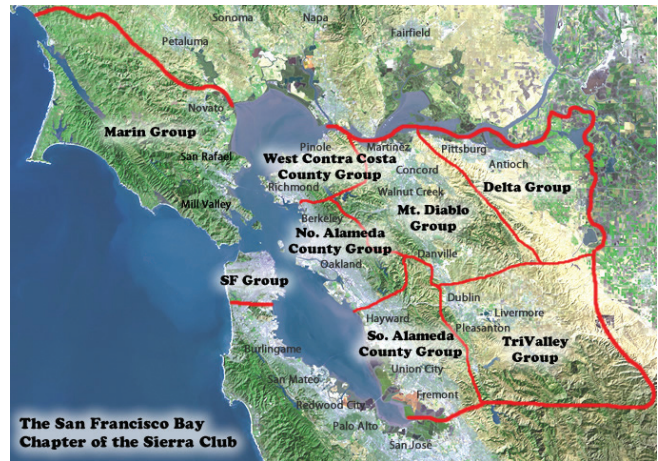 Sonoma
Napa
Fairfield
Petaluma
Novato
Marin Group
San Rafael
Mill Valley
Pinole
Martinez
Pittsburg
Antioch
West Contra Costa
County Group
Concord
Delta Group
Richmond
Walnut Creek
Mt. Diablo
Group
Berkeley
No. Alameda
County Group
Oakland
Danville
SF Group
Dublin
Livermore
Hayward
Pleasanton
So. Alameda
County Group
TriValley
Group
Burlingame
Union City
San Mateo
Fremont
Redwood City
Palo Alto
San Jose
The San Francisco Bay
Chapter of the Sierra Club